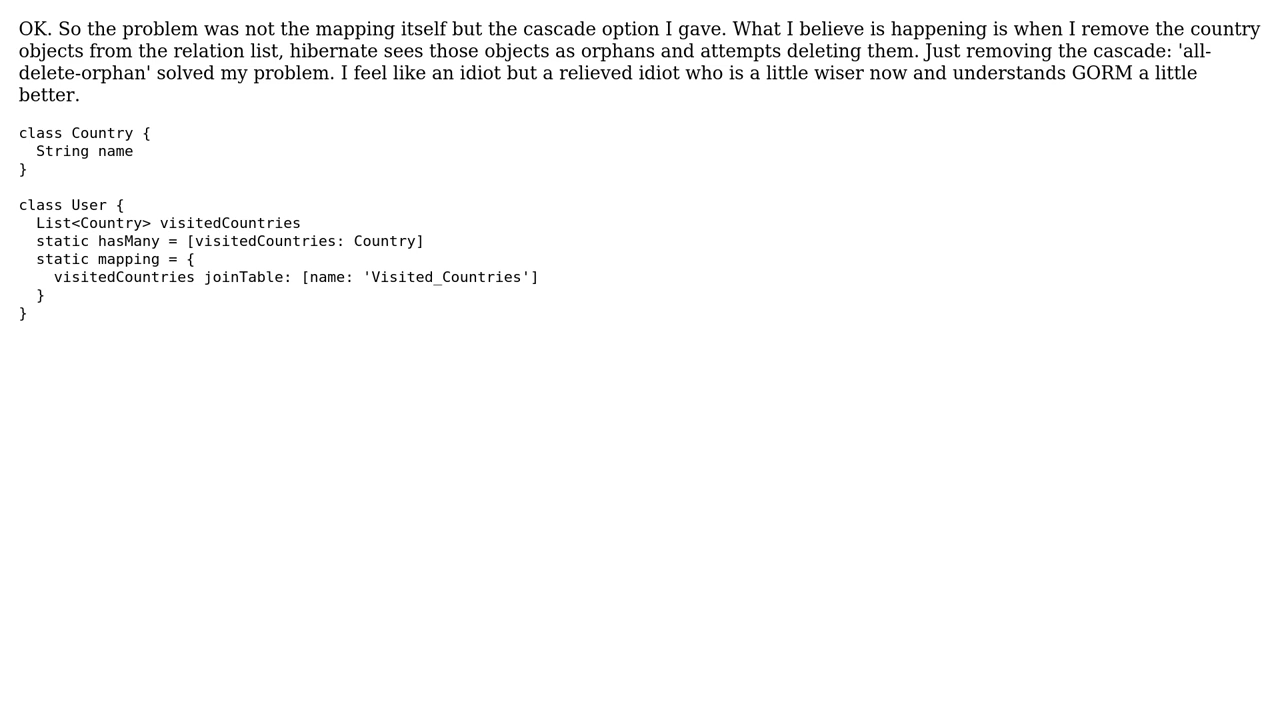 OK. So the problem was not the mapping itself but the cascade option I gave. What I believe is happening is when I remove the country
objects from the relation list, hibernate sees those objects as orphans and attempts deleting them. Just removing the cascade: 'all-
delete-orphan' solved my problem. I feel like an idiot but a relieved idiot who is a little wiser now and understands GORM a little
better.
class Country {
  String name
}
class User {
  List<Country> visitedCountries
  static hasMany = [visitedCountries: Country]
  static mapping = {
    visitedCountries joinTable: [name: 'Visited_Countries']
  }
}